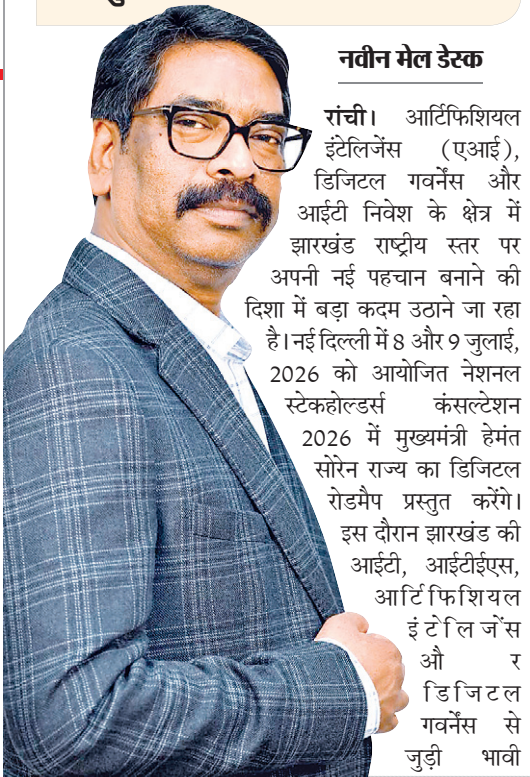 नवीन मेल डेस्क
रांची। आर्टिफिशियल
इंटेलिजेंस (एआई),
डिजिटल गवर्नेंस और
आईटी निवेश के क्षेत्र में
झारखंड राष्ट्रीय स्तर पर
अपनी नई पहचान बनाने की
दिशा में बड़ा कदम उठाने जा रहा
है। नई दिल्ली में 8 और 9 जुलाई,
2026 को आयोजित नेशनल
स्टेकहोल्डर्स कंसल्टेशन
2026 में मुख्यमंत्री हेमंत
सोरेन राज्य का डिजिटल
रोडमैप प्रस्तुत करेंगे।
इस दौरान झारखंड की
आईटी, आईटीईएस,
आर्टिफिशियल
इंटेलिजेंस
और
डिजिटल
गवर्नेंस से
जुड़ी भावी